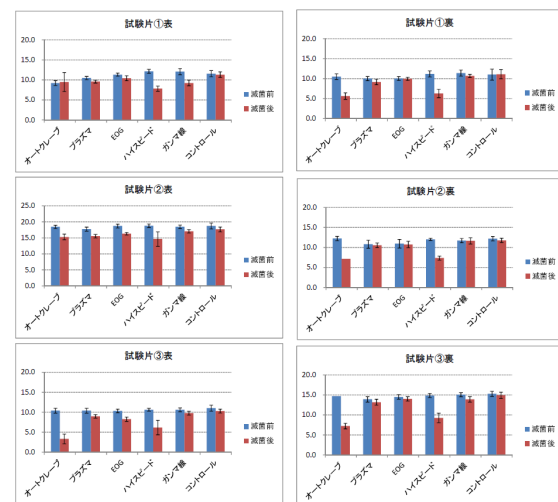 試験片①表
20.0
15.0
10.0
5.0
0.0
オートクレーブ
プラズマ
EOG
ハイスピード
ガンマ線
コントロール
滅菌前
滅菌後
試験片①裏
20.0
15.0
10.0
5.0
0.0
オートクレーブ
プラズマ
EOG
ハイスピード
ガンマ線
コントロール
滅菌前
滅菌後
試験片②表
25.0
20.0
15.0
10.0
5.0
0.0
オートクレーブ
プラズマ
EOG
ハイスピード
ガンマ線
コントロール
滅菌前
滅菌後
試験片②裏
20.0
15.0
10.0
5.0
0.0
オートクレーブ
プラズマ
EOG
ハイスピード
ガンマ線
コントロール
滅菌前
滅菌後
試験片③表
20.0
15.0
10.0
5.0
0.0
オートクレーブ
プラズマ
EOG
ハイスピード
ガンマ線
コントロール
滅菌前
滅菌後
試験片③裏
20.0
15.0
10.0
5.0
0.0
オートクレーブ
プラズマ
EOG
ハイスピード
ガンマ線
コントロール
滅菌前
滅菌後